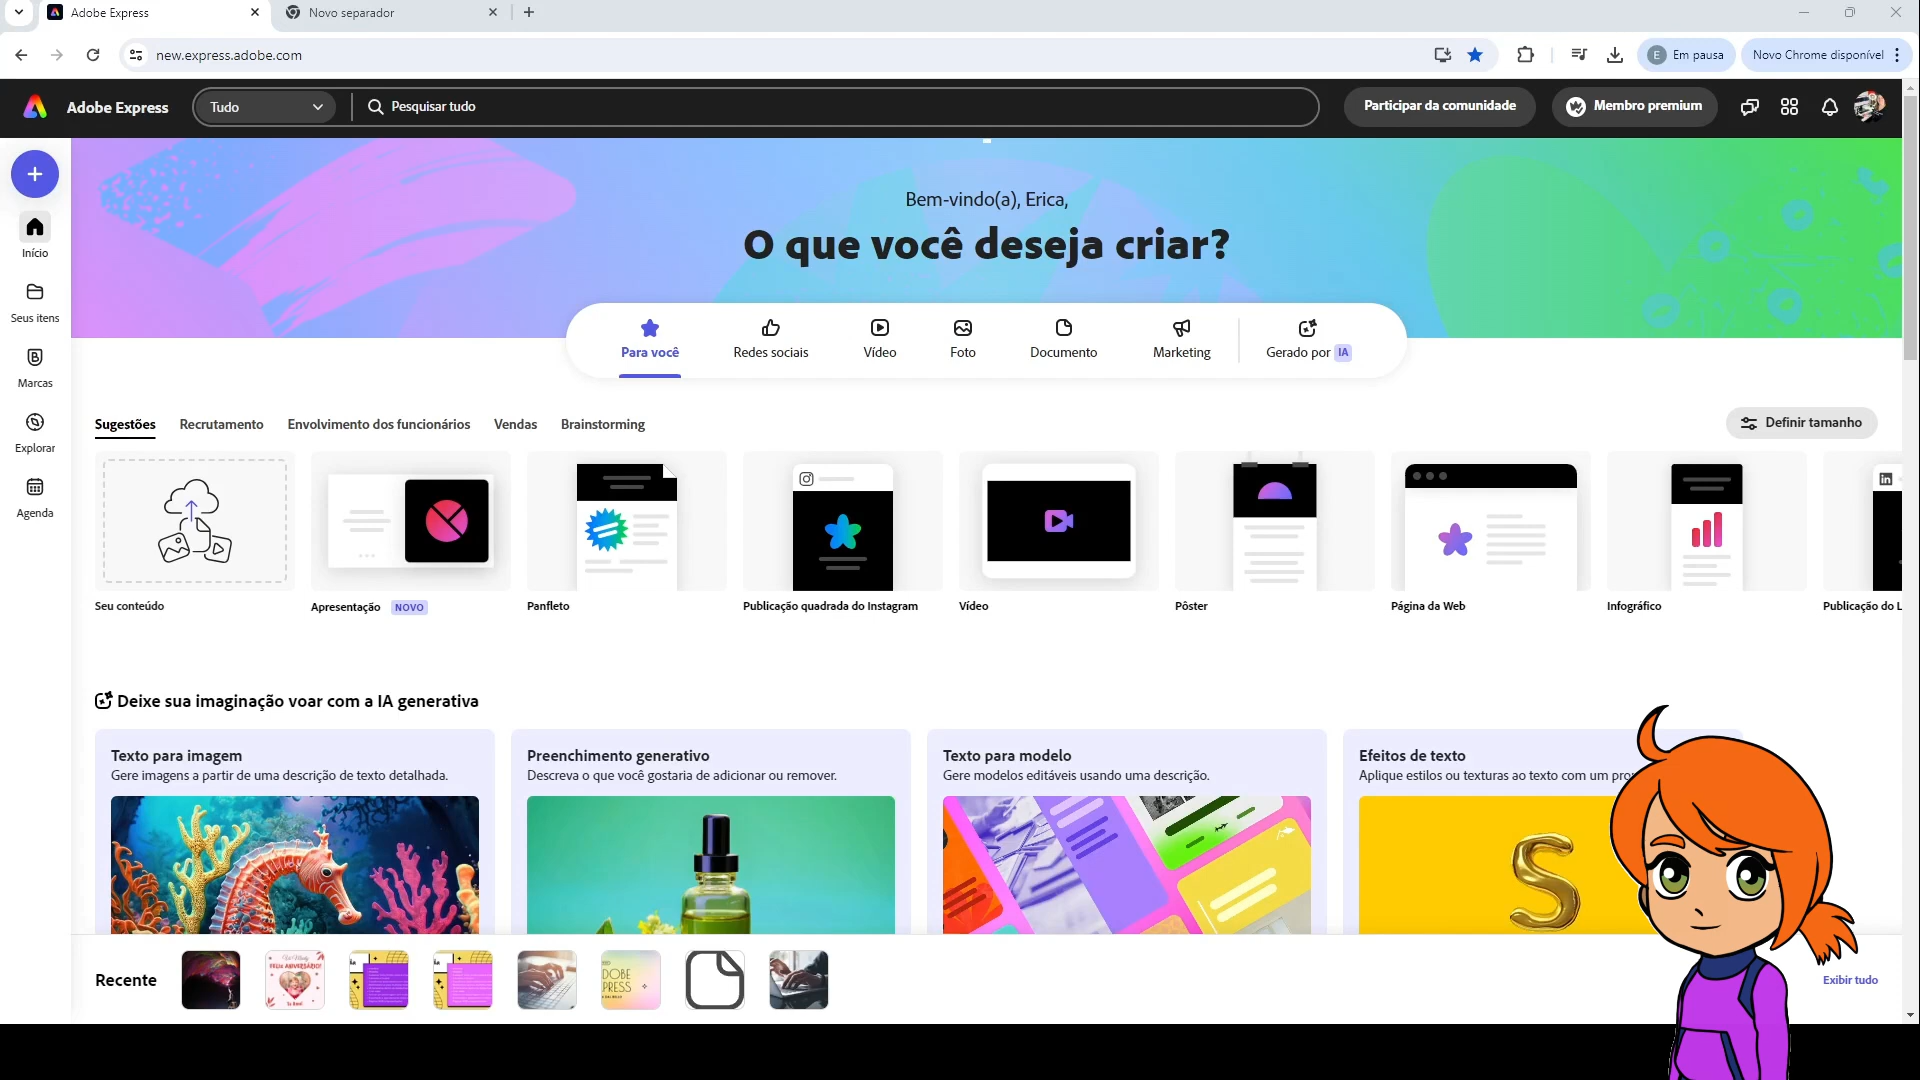 Adobe Express
Novo separador
new.express.adobe.com
E
Em pausa
Novo Chrome disponível
Adobe Express
Tudo
Pesquisar tudo
Participar da comunidade
Membro premium
Início
Seus itens
Marcas
Explorar
Agenda
Bem-vindo(a), Erica,
O que você deseja criar?
Para você
Redes sociais
Vídeo
Foto
Documento
Marketing
Gerado por IA
Sugestões
Recrutamento
Envolvimento dos funcionários
Vendas
Brainstorming
Definir tamanho
Seu conteúdo
Apresentação NOVO
Panfleto
Publicação quadrada do Instagram
Vídeo
Pôster
Página da Web
Infográfico
Publicação do L
Deixe sua imaginação voar com a IA generativa
Texto para imagem
Gere imagens a partir de uma descrição de texto detalhada.
Preenchimento generativo
Descreva o que você gostaria de adicionar ou remover.
Texto para modelo
Gere modelos editáveis usando uma descrição.
Efeitos de texto
Aplique estilos ou texturas ao texto com um pro
S
Recente
FELIZ ANIVERSÁRIO!
DOBE
PRESS
Exibir tudo